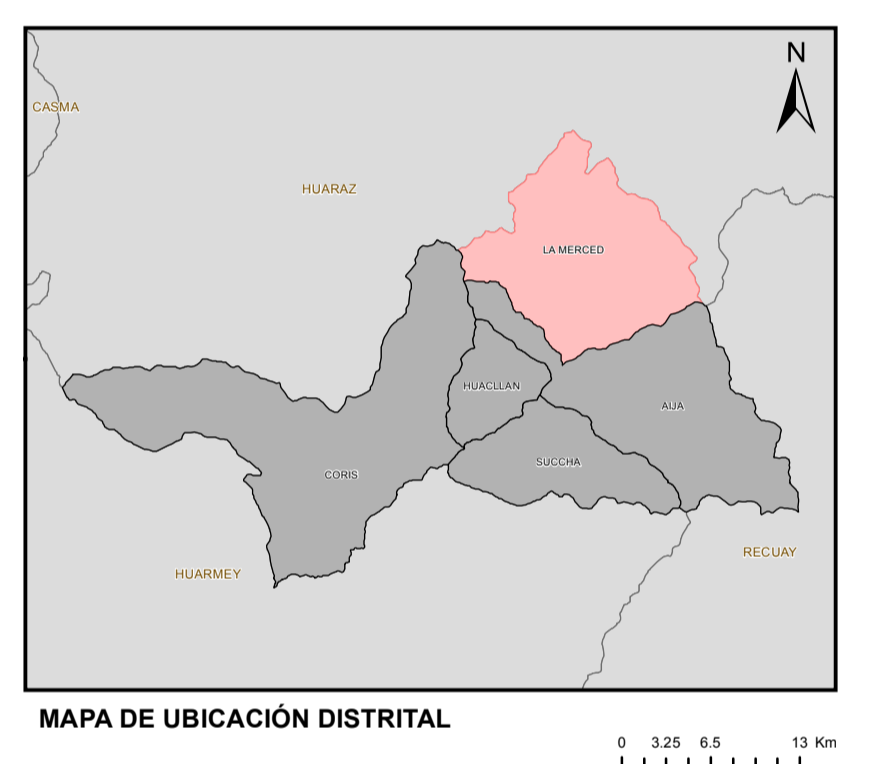 N
CASMA
HUARAZ
LA MERCED
HUACLLAN
AIJA
SUCCHA
CORIS
RECUAY
HUARMEY
MAPA DE UBICACIÓN DISTRITAL
0 3.25 6.5 13 Km